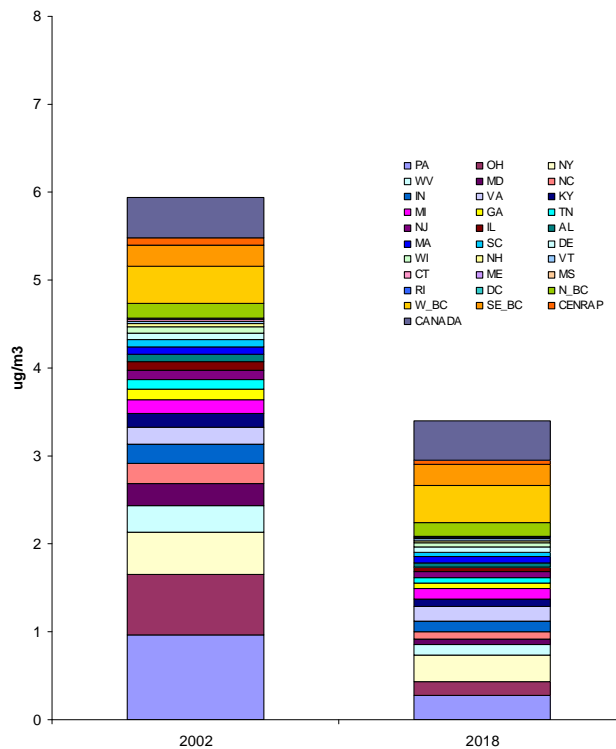 8
7
6
5
4
3
2
1
0
ug/m3
PA OH NY
WV MD NC
IN VA KY
MI GA TN
NJ IL AL
MA SC DE
WI NH VT
CT ME MS
RI DC N_BC
W_BC SE_BC CENRAP
CANADA
2002 2018